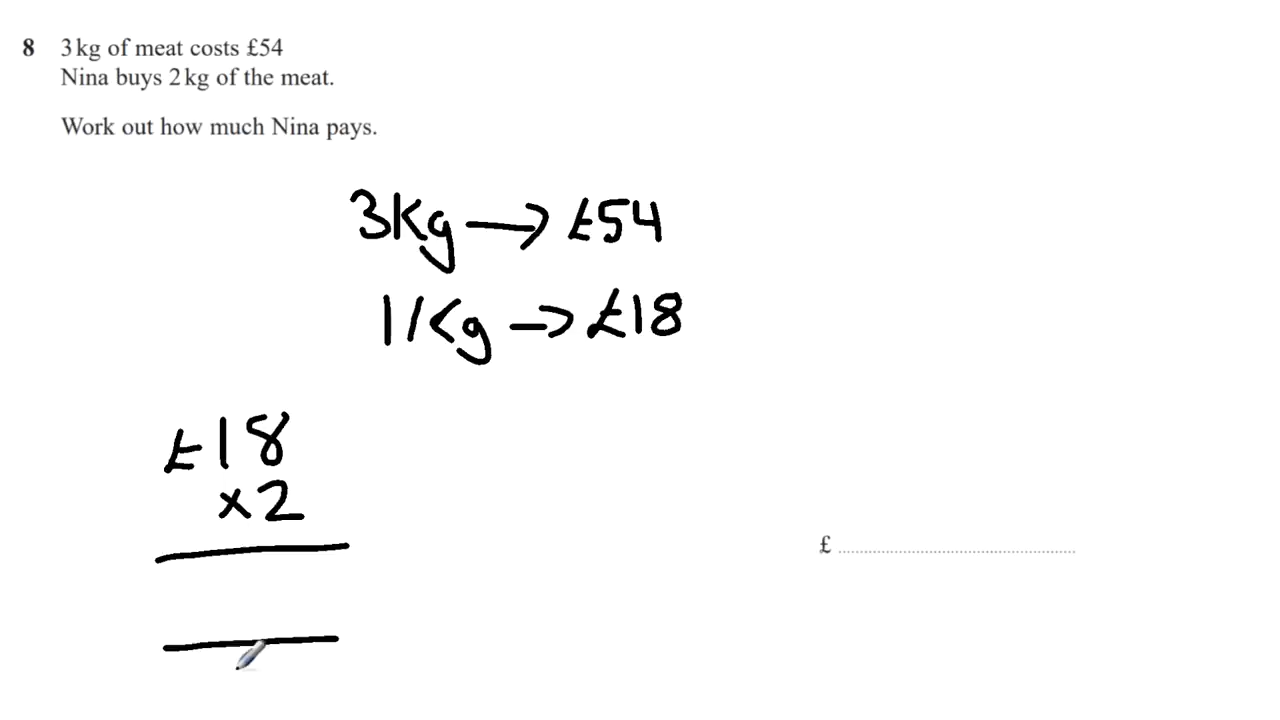 8 3 kg of meat costs £54
Nina buys 2 kg of the meat.
Work out how much Nina pays.
3Kg → £54
1Kg → £18
£18
×2
£ ........................................................